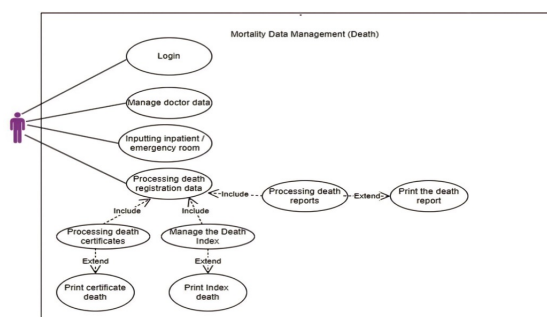 Mortality Data Management (Death)
Login
Manage doctor data
Inputting inpatient /
emergency room
Processing death
registration data
Include
Processing death
reports
Extend
Print the death
report
Include
Include
Processing death
certificates
Manage the Death
Index
Extend
Extend
Print certificate
death
Print Index
death